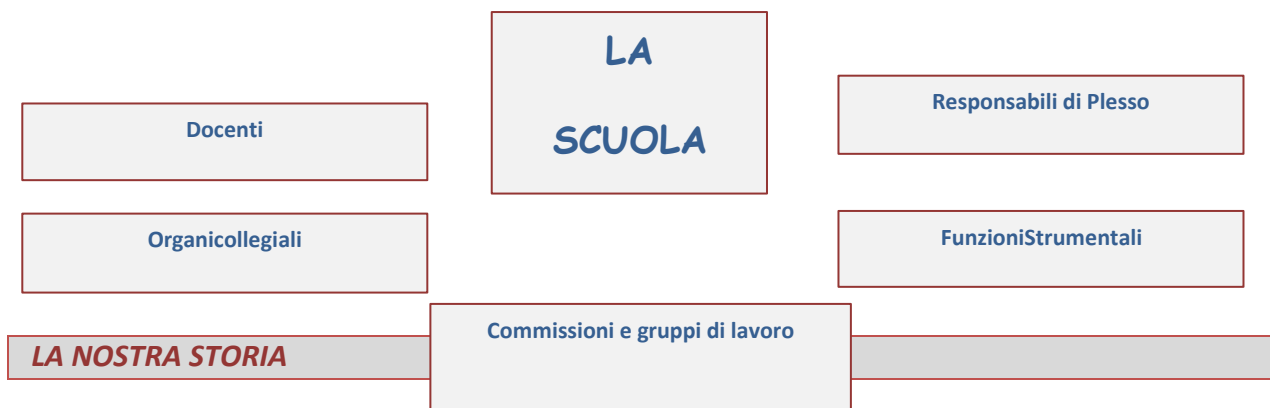 LA
SCUOLA
Responsabili di Plesso
Docenti
Organicollegiali
FunzioniStrumentali
Commissioni e gruppi di lavoro
LA NOSTRA STORIA